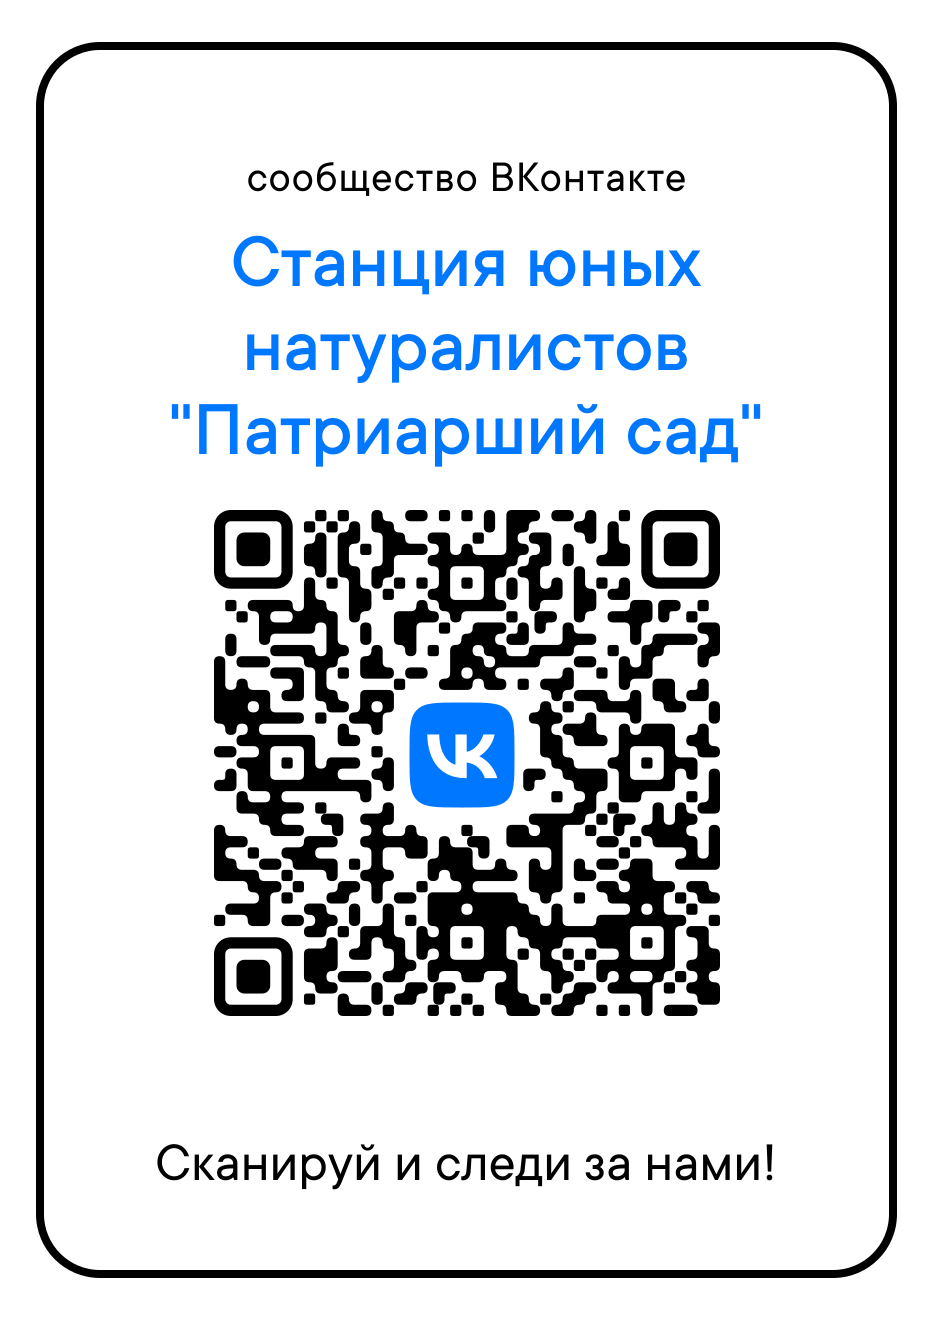 сообщество ВКонтакте
Станция юных
натуралистов
"Патриарший сад"
Сканируй и следи за нами!